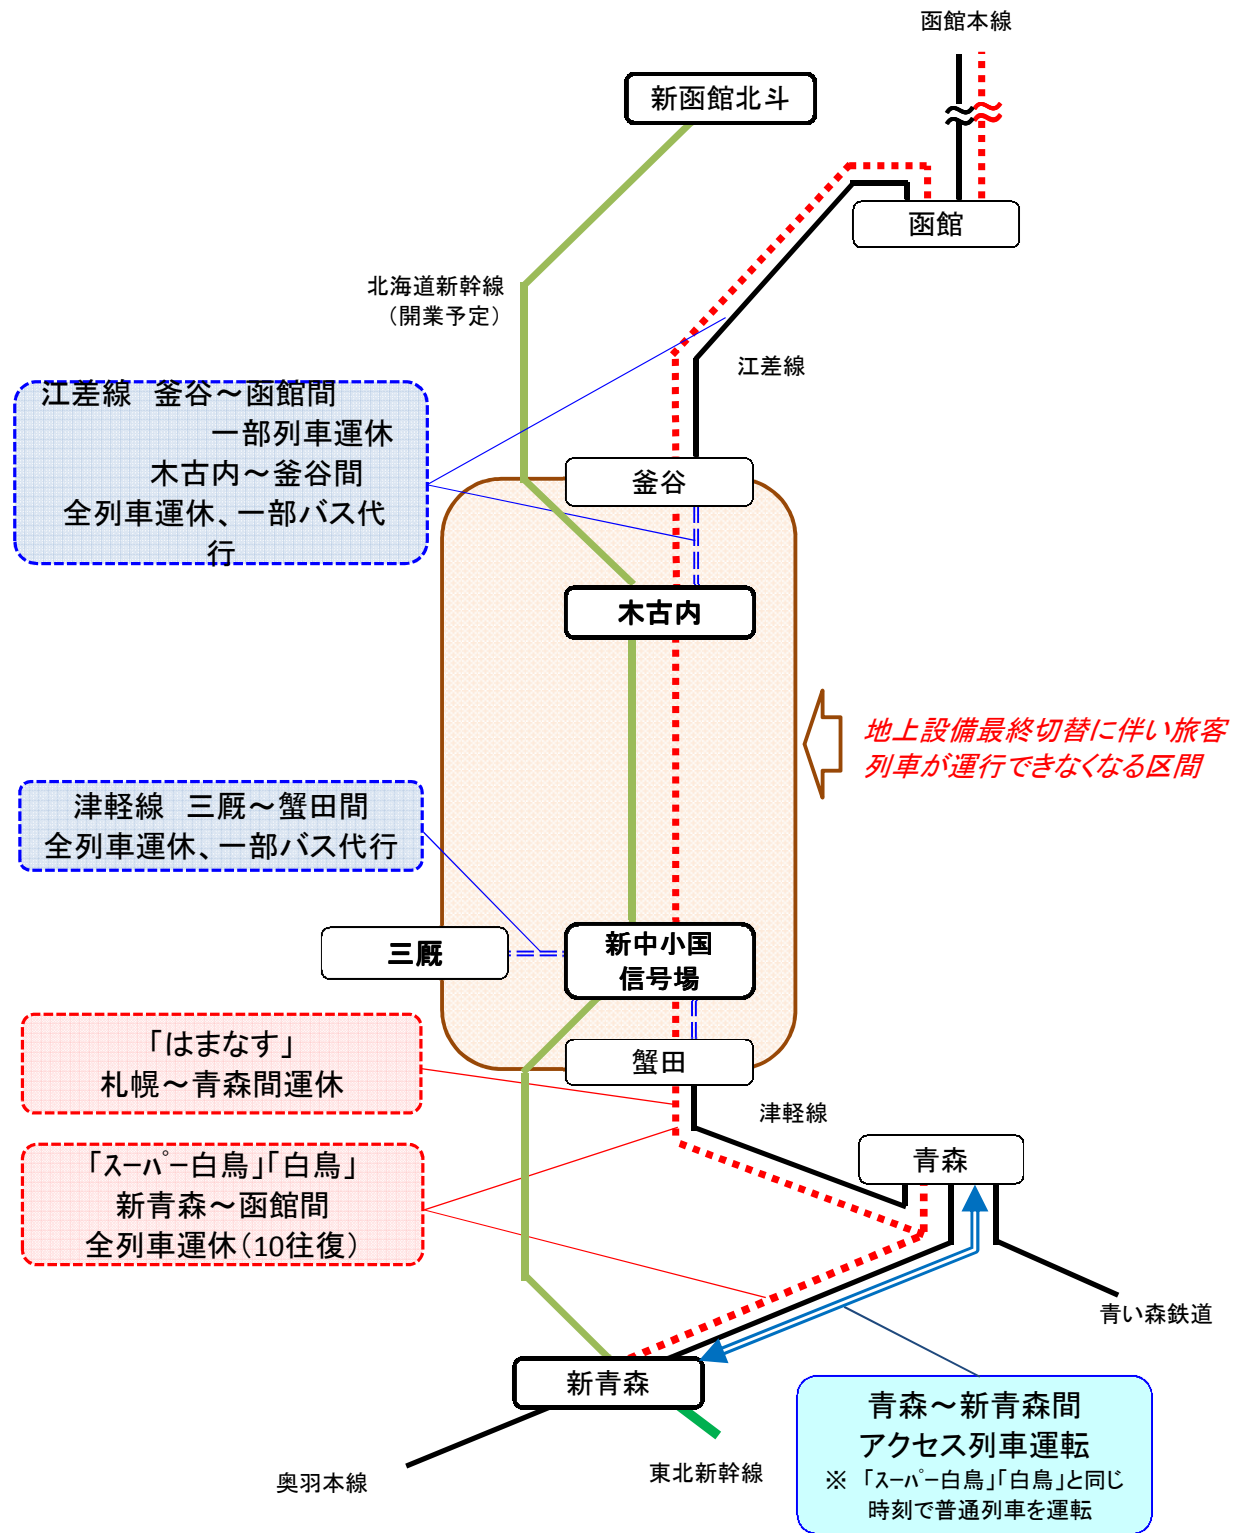 函館本線
新函館北斗
函館
北海道新幹線
（開業予定）
江差線
江差線　釜谷～函館間
一部列車運休
木古内～釜谷間
全列車運休、一部バス代
行
釜谷
木古内
地上設備最終切替に伴い旅客
列車が運行できなくなる区間
津軽線　三厩～蟹田間
全列車運休、一部バス代行
三厩
新中小国
信号場
「はまなす」
札幌～青森間運休
蟹田
津軽線
青森
「ｽｰﾊﾟｰ白鳥」「白鳥」
新青森～函館間
全列車運休（10往復）
青い森鉄道
新青森
青森～新青森間
アクセス列車運転
※　「ｽｰﾊﾟｰ白鳥」「白鳥」と同じ
時刻で普通列車を運転
東北新幹線
奥羽本線